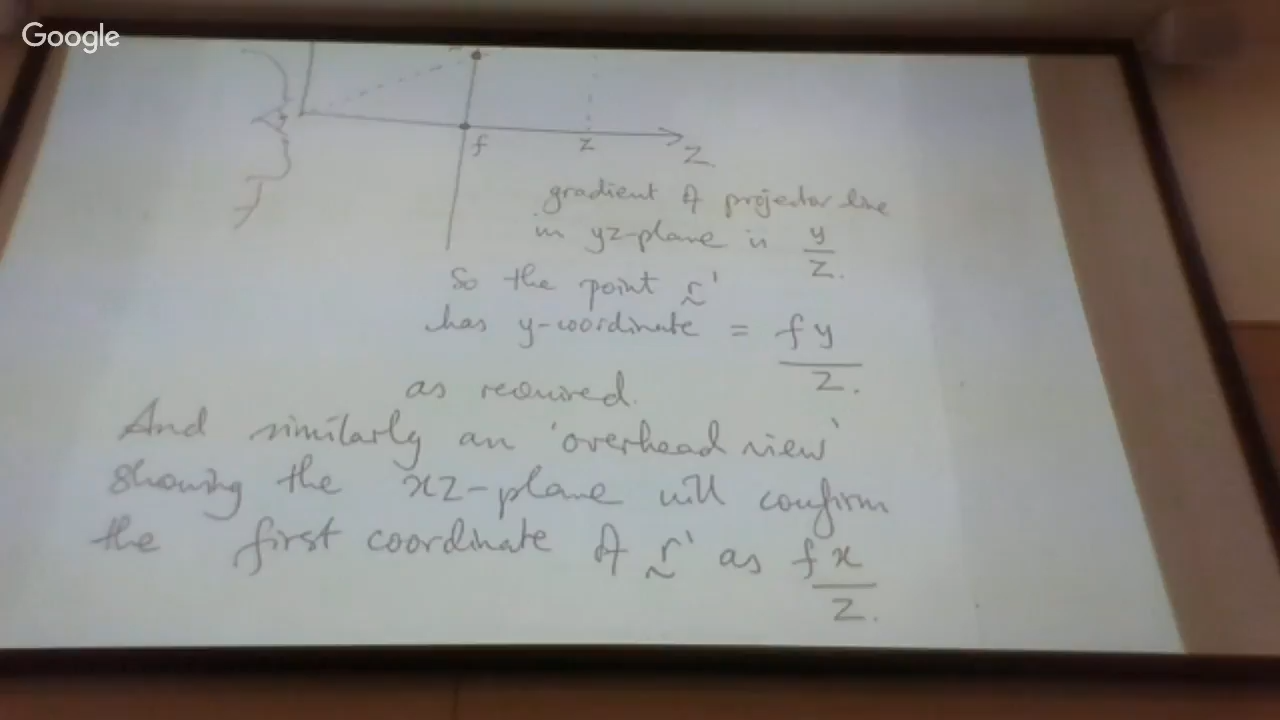 Google
f
z
Z
gradient of projector line
in yz-plane is y/z.
So the point r'
has y-coordinate = fy/z.
as required.
And similarly an 'overhead view'
showing the xz-plane will confirm
the first coordinate of r' as fx/z.